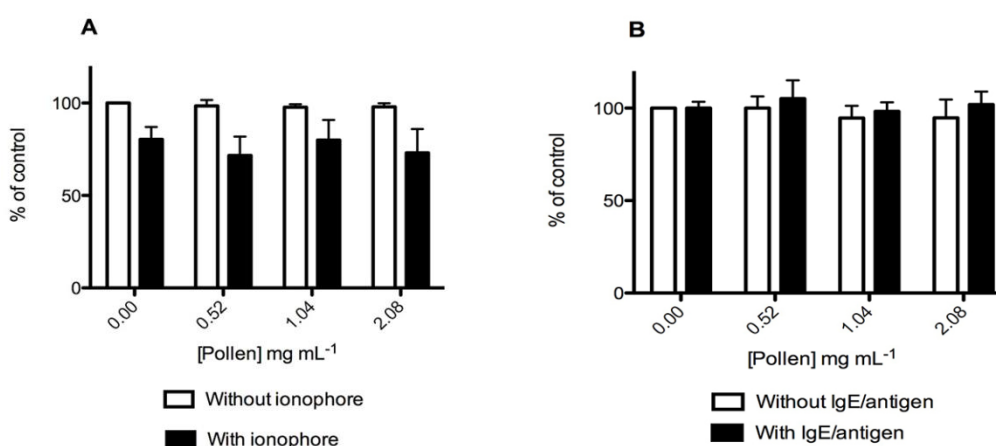 A
% of control
100
50
0
0.00
0.52
1.04
2.08
[Pollen] mg mL⁻¹
Without ionophore
With ionophore
B
% of control
100
50
0
0.00
0.52
1.04
2.08
[Pollen] mg mL⁻¹
Without IgE/antigen
With IgE/antigen